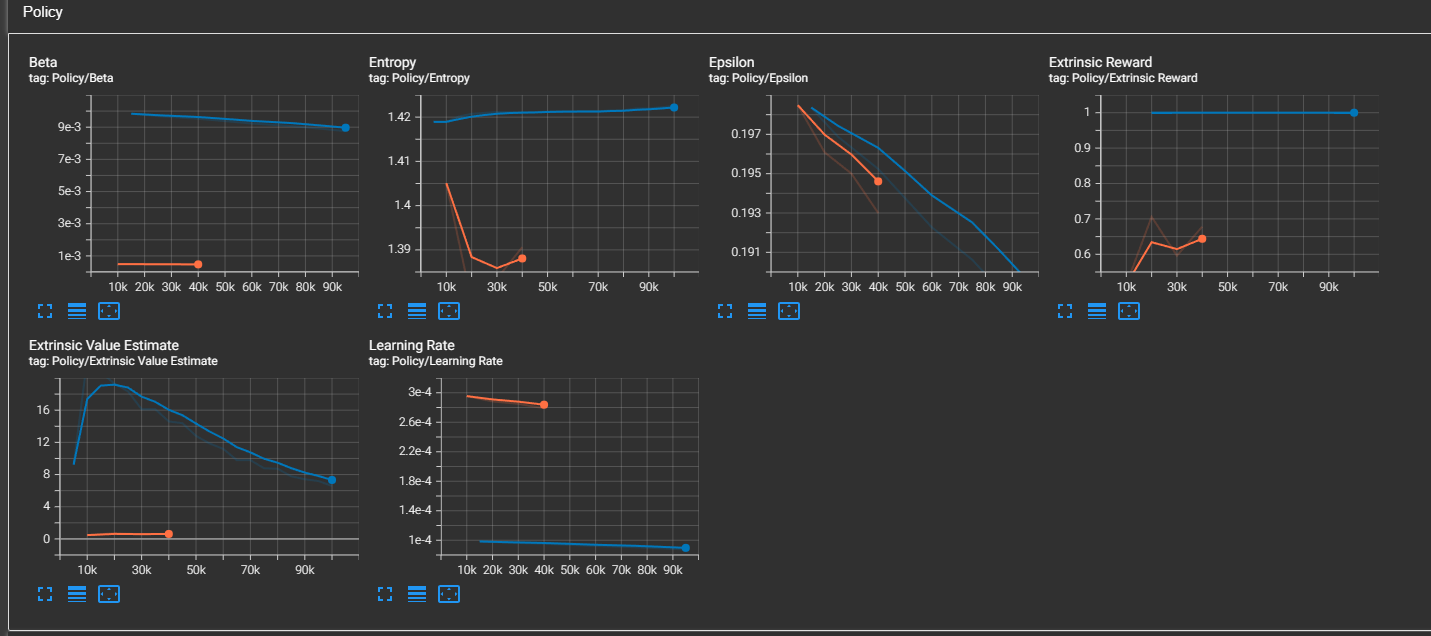 Policy
Beta
tag: Policy/Beta
9e-3
7e-3
5e-3
3e-3
1e-3
10k 20k 30k 40k 50k 60k 70k 80k 90k
Entropy
tag: Policy/Entropy
1.42
1.41
1.4
1.39
10k 30k 50k 70k 90k
Epsilon
tag: Policy/Epsilon
0.197
0.195
0.193
0.191
10k 20k 30k 40k 50k 60k 70k 80k 90k
Extrinsic Reward
tag: Policy/Extrinsic Reward
1
0.9
0.8
0.7
0.6
10k 30k 50k 70k 90k
Extrinsic Value Estimate
tag: Policy/Extrinsic Value Estimate
16
12
8
4
0
10k 30k 50k 70k 90k
Learning Rate
tag: Policy/Learning Rate
3e-4
2.6e-4
2.2e-4
1.8e-4
1.4e-4
1e-4
10k 20k 30k 40k 50k 60k 70k 80k 90k